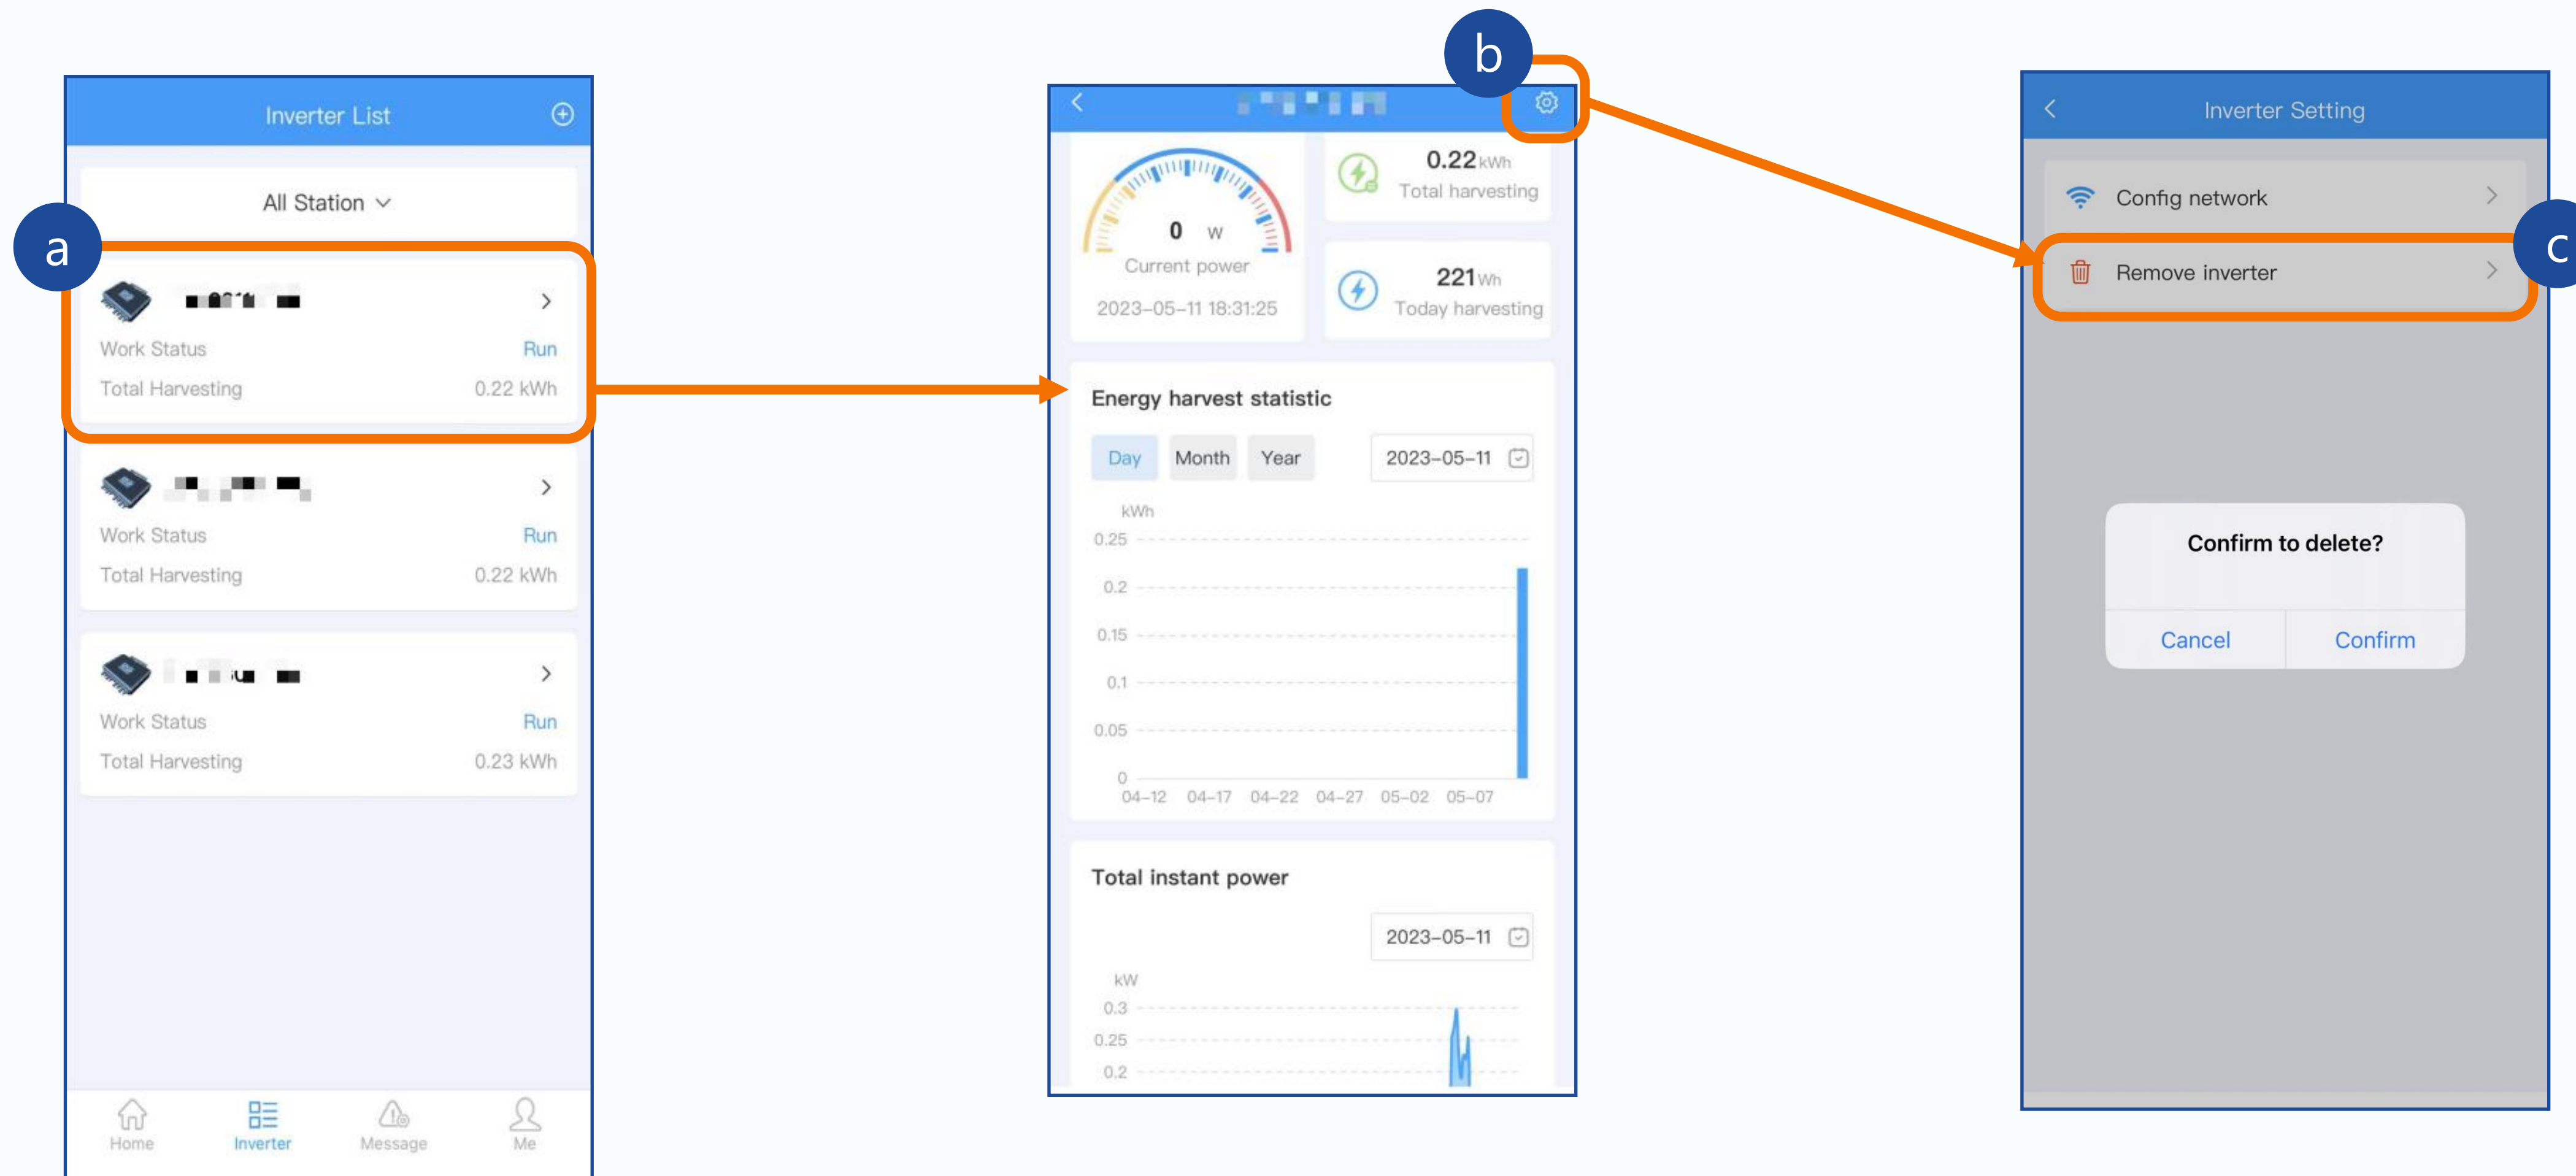 a
Inverter List
All Station
Work Status Run
Total Harvesting 0.22 kWh
Work Status Run
Total Harvesting 0.22 kWh
Work Status Run
Total Harvesting 0.23 kWh
Home Inverter Message Me
b
0 W
Current power
2023-05-11 18:31:25
0.22 kWh
Total harvesting
221 Wh
Today harvesting
Energy harvest statistic
Day Month Year 2023-05-11
kWh
0.25
0.2
0.15
0.1
0.05
0
04-12 04-17 04-22 04-27 05-02 05-07
Total instant power
2023-05-11
kW
0.3
0.25
0.2
c
Inverter Setting
Config network
Remove inverter
Confirm to delete?
Cancel Confirm